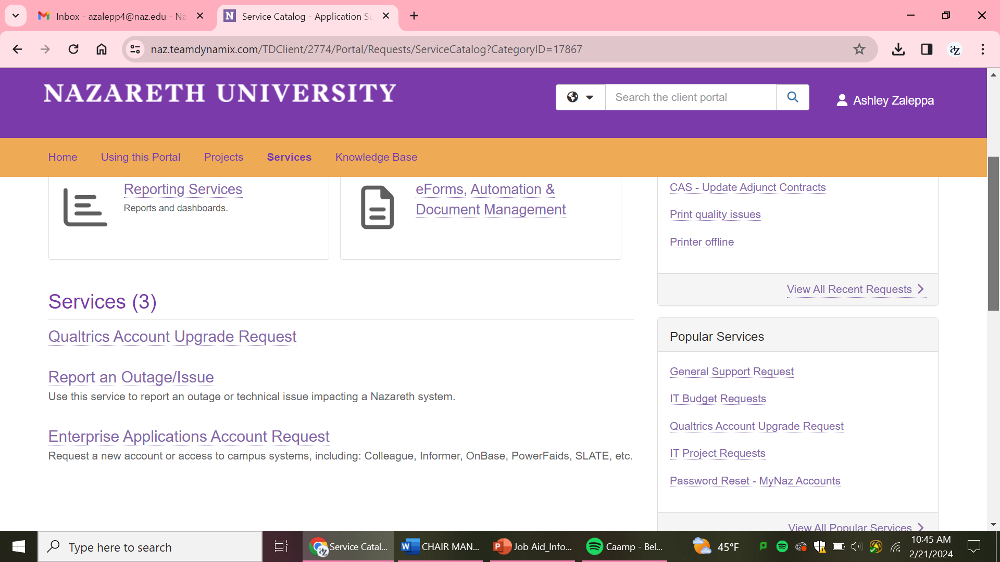 Inbox - azalepp4@naz.edu - Na
Service Catalog - Application Su
naz.teamdynamix.com/TDClient/2774/Portal/Requests/ServiceCatalog?CategoryID=17867
az
NAZARETH UNIVERSITY
Search the client portal
Ashley Zaleppa
Home
Using this Portal
Projects
Services
Knowledge Base
Reporting Services
Reports and dashboards.
eForms, Automation &
Document Management
Services (3)
Qualtrics Account Upgrade Request
Report an Outage/Issue
Use this service to report an outage or technical issue impacting a Nazareth system.
Enterprise Applications Account Request
Request a new account or access to campus systems, including: Colleague, Informer, OnBase, PowerFaids, SLATE, etc.
CAS - Update Adjunct Contracts
Print quality issues
Printer offline
View All Recent Requests
Popular Services
General Support Request
IT Budget Requests
Qualtrics Account Upgrade Request
IT Project Requests
Password Reset - MyNaz Accounts
View All Popular Services
Type here to search
Service Catal...
CHAIR MAN...
Job Aid_Info...
Caamp - Bel...
45°F
10:45 AM
2/21/2024